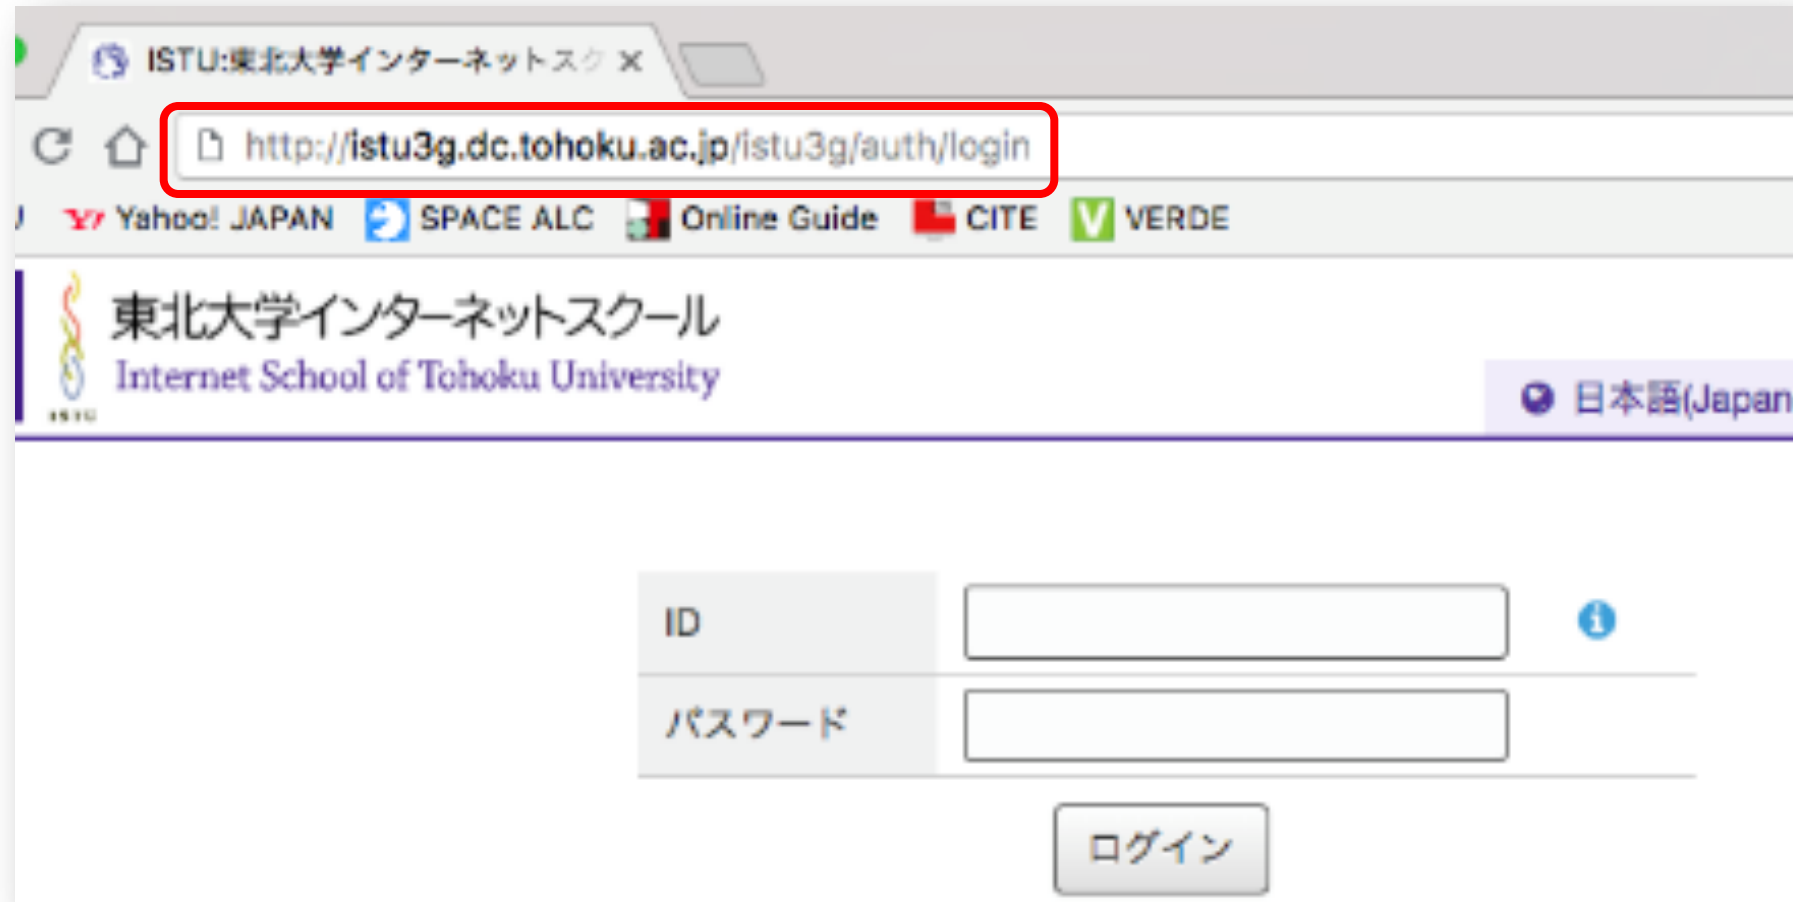 ISTU:東北大学インターネットスク
http://istu3g.dc.tohoku.ac.jp/istu3g/auth/login
Yahoo! JAPAN SPACE ALC Online Guide CITE VERDE
東北大学インターネットスクール
Internet School of Tohoku University
ISTU
日本語(Japan
ID
パスワード
ログイン